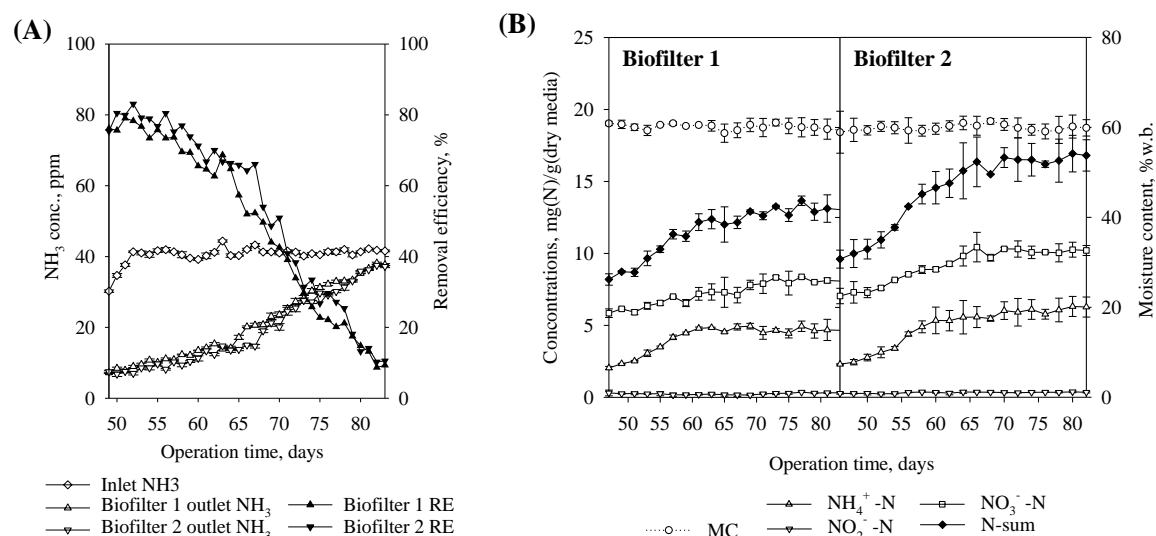 (A)
NH3 conc., ppm
100
80
60
40
20
0
100
80
60
40
20
0
Removal efficiency, %
50 55 60 65 70 75 80
Operation time, days
Inlet NH3
Biofilter 1 outlet NH3 Biofilter 1 RE
Biofilter 2 outlet NH3 Biofilter 2 RE
(B)
Biofilter 1 Biofilter 2
Concentrations, mg(N)/g(dry media)
25
20
15
10
5
0
80
60
40
20
0
Moisture content, % w.b.
50 55 60 65 70 75 80 50 55 60 65 70 75 80
Operation time, days
NH4+ -N NO3- -N
MC NO2- -N N-sum